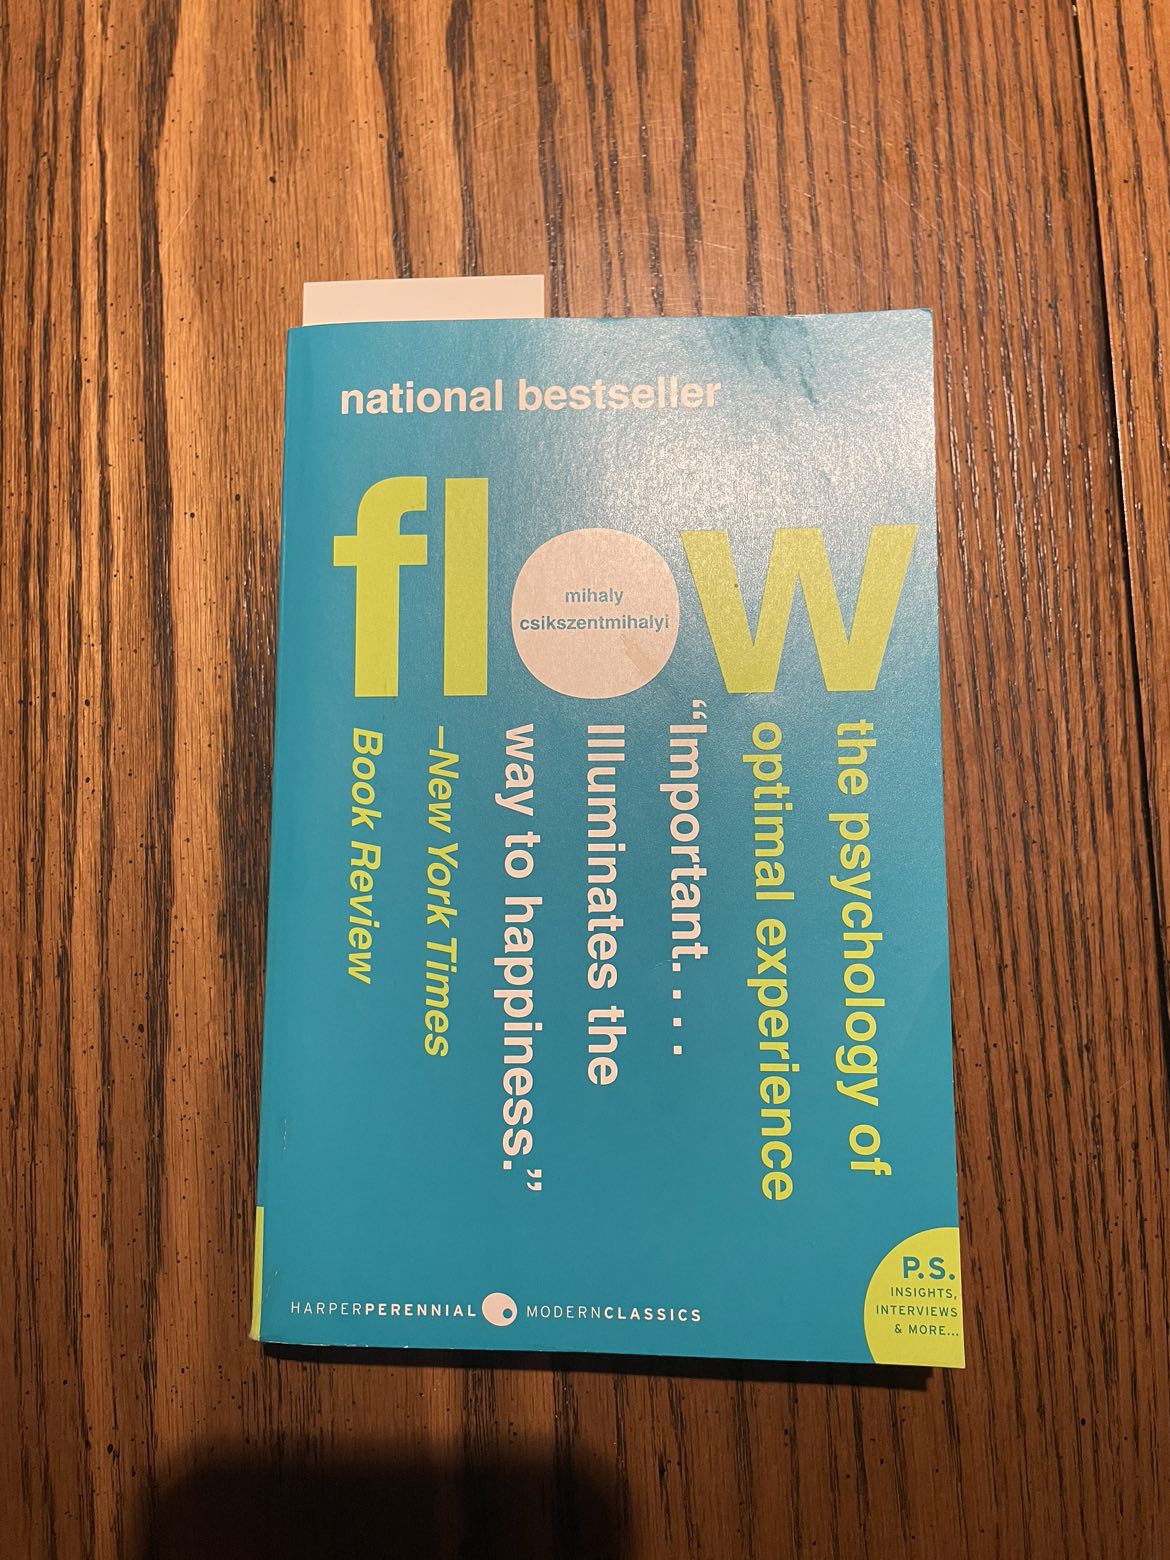 national bestseller
flow
mihaly
csikszentmihalyi
the psychology of
optimal experience
“Important. . . .
Illuminates the
way to happiness.”
–New York Times
Book Review
HARPERPERENNIAL MODERNCLASSICS
P.S.
INSIGHTS,
INTERVIEWS
& MORE...